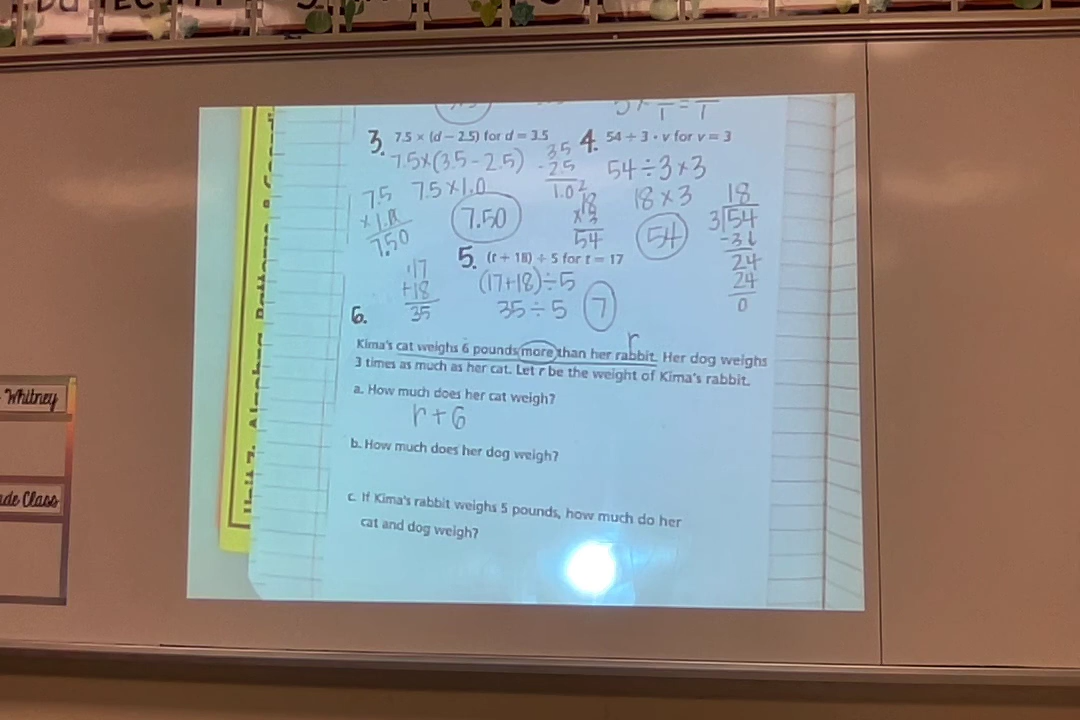 3. 7.5 × (d − 2.5) for d = 3.5
7.5×(3.5 - 2.5)
3.5
- 2.5
1.0
7.5 × 1.0
7.5
7.50
7.50
4. 54 ÷ 3 • v for v = 3
54 ÷ 3 × 3
18 × 3
2
18
×3
54
54
18
3 54
24
24
0
5. (t + 18) ÷ 5 for t = 17
17
+18
35
(17+18)÷5
35 ÷ 5 7
6.
r
Kima's cat weighs 6 pounds more than her rabbit. Her dog weighs
3 times as much as her cat. Let r be the weight of Kima's rabbit.
a. How much does her cat weigh?
r + 6
b. How much does her dog weigh?
c. If Kima's rabbit weighs 5 pounds, how much do her
cat and dog weigh?
Whitney
Class